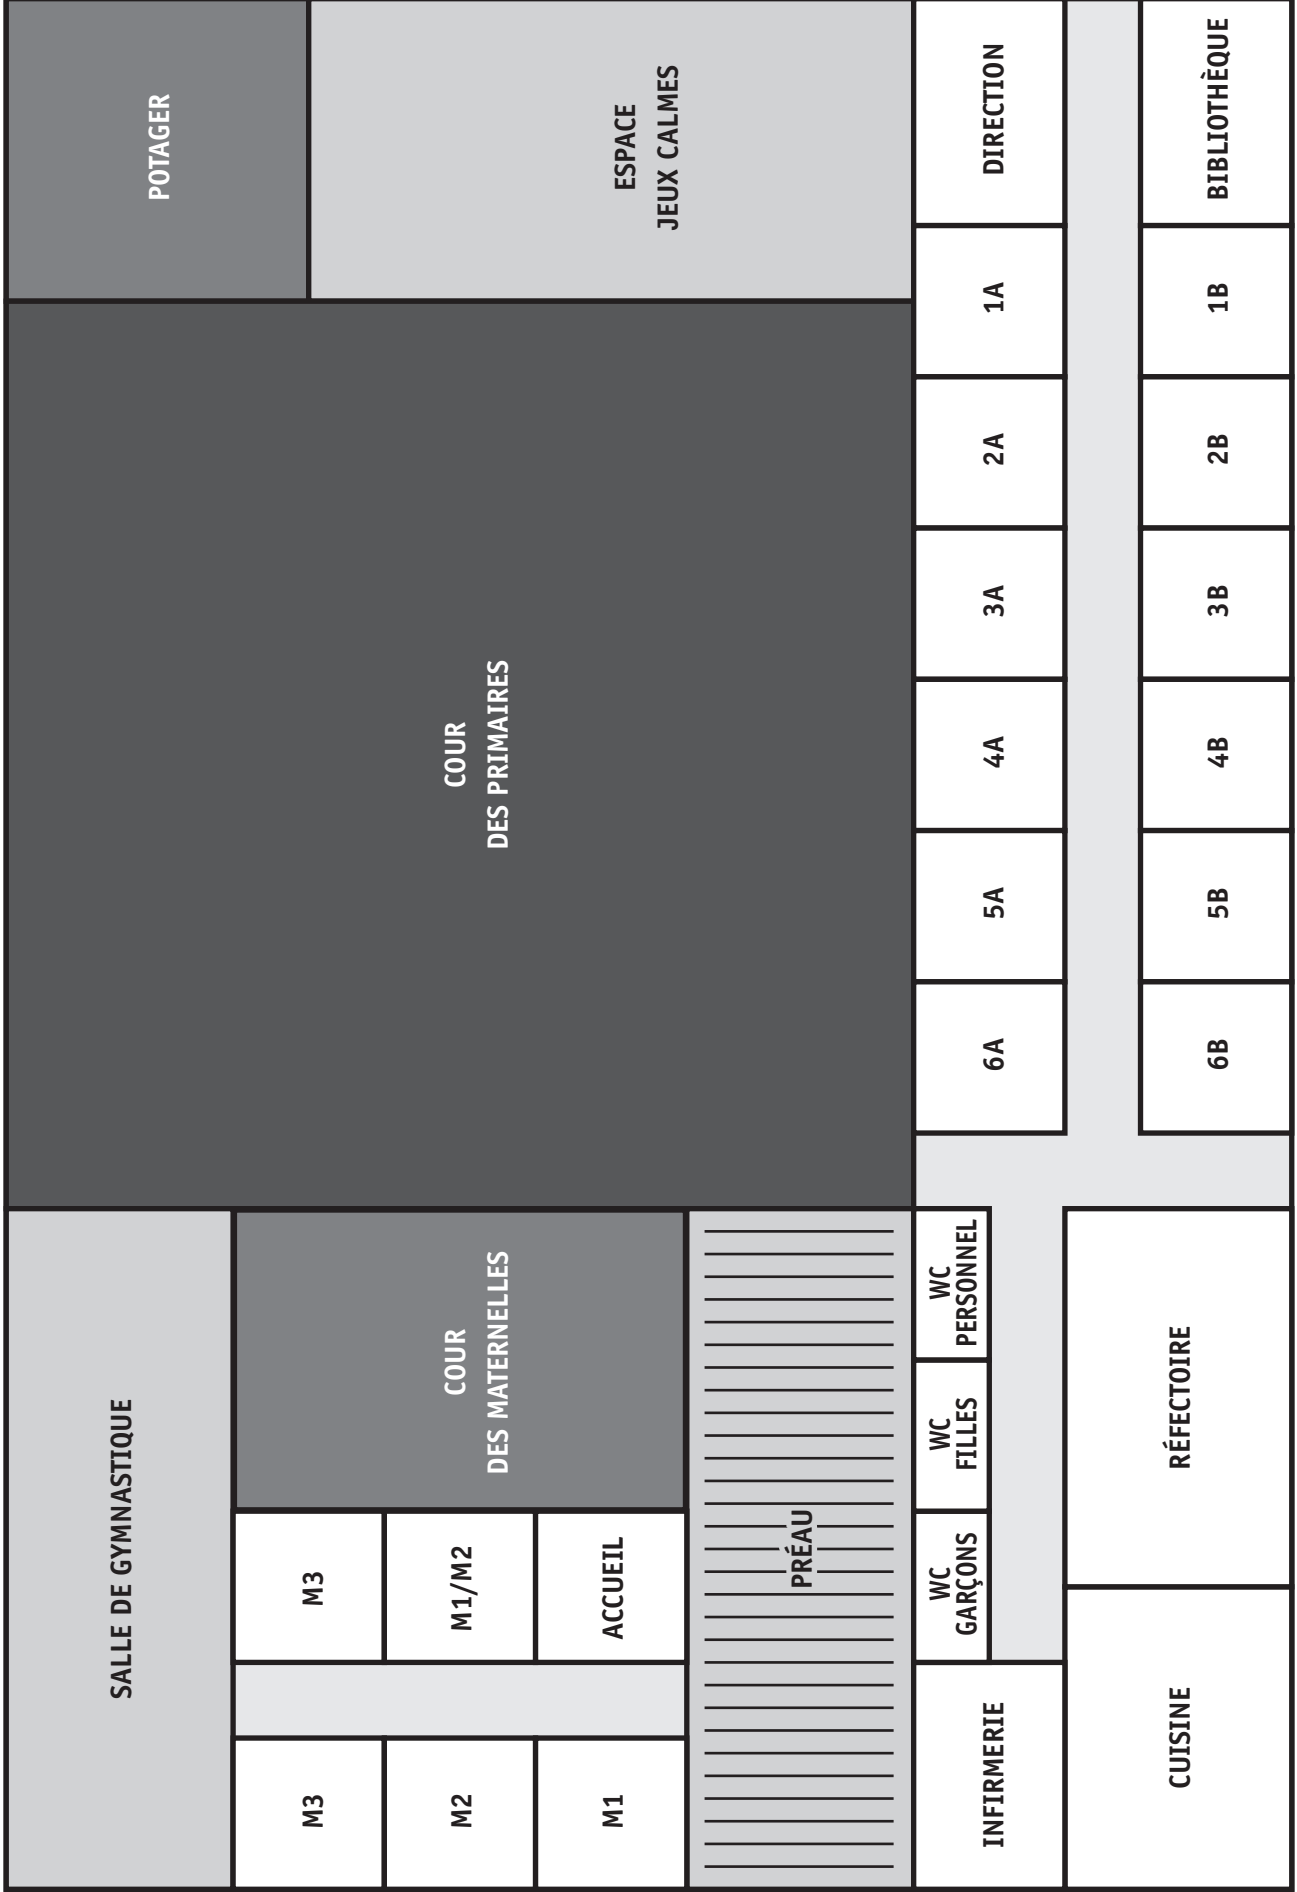 SALLE DE GYMNASTIQUE
POTAGER
M3
M3
M2
M1/M2
COUR
DES MATERNELLES
COUR
DES PRIMAIRES
M1
ACCUEIL
ESPACE
JEUX CALMES
PRÉAU
INFIRMERIE
WC
GARÇONS
WC
FILLES
WC
PERSONNEL
6A
5A
4A
3A
2A
1A
DIRECTION
CUISINE
RÉFECTOIRE
6B
5B
4B
3B
2B
1B
BIBLIOTHÈQUE